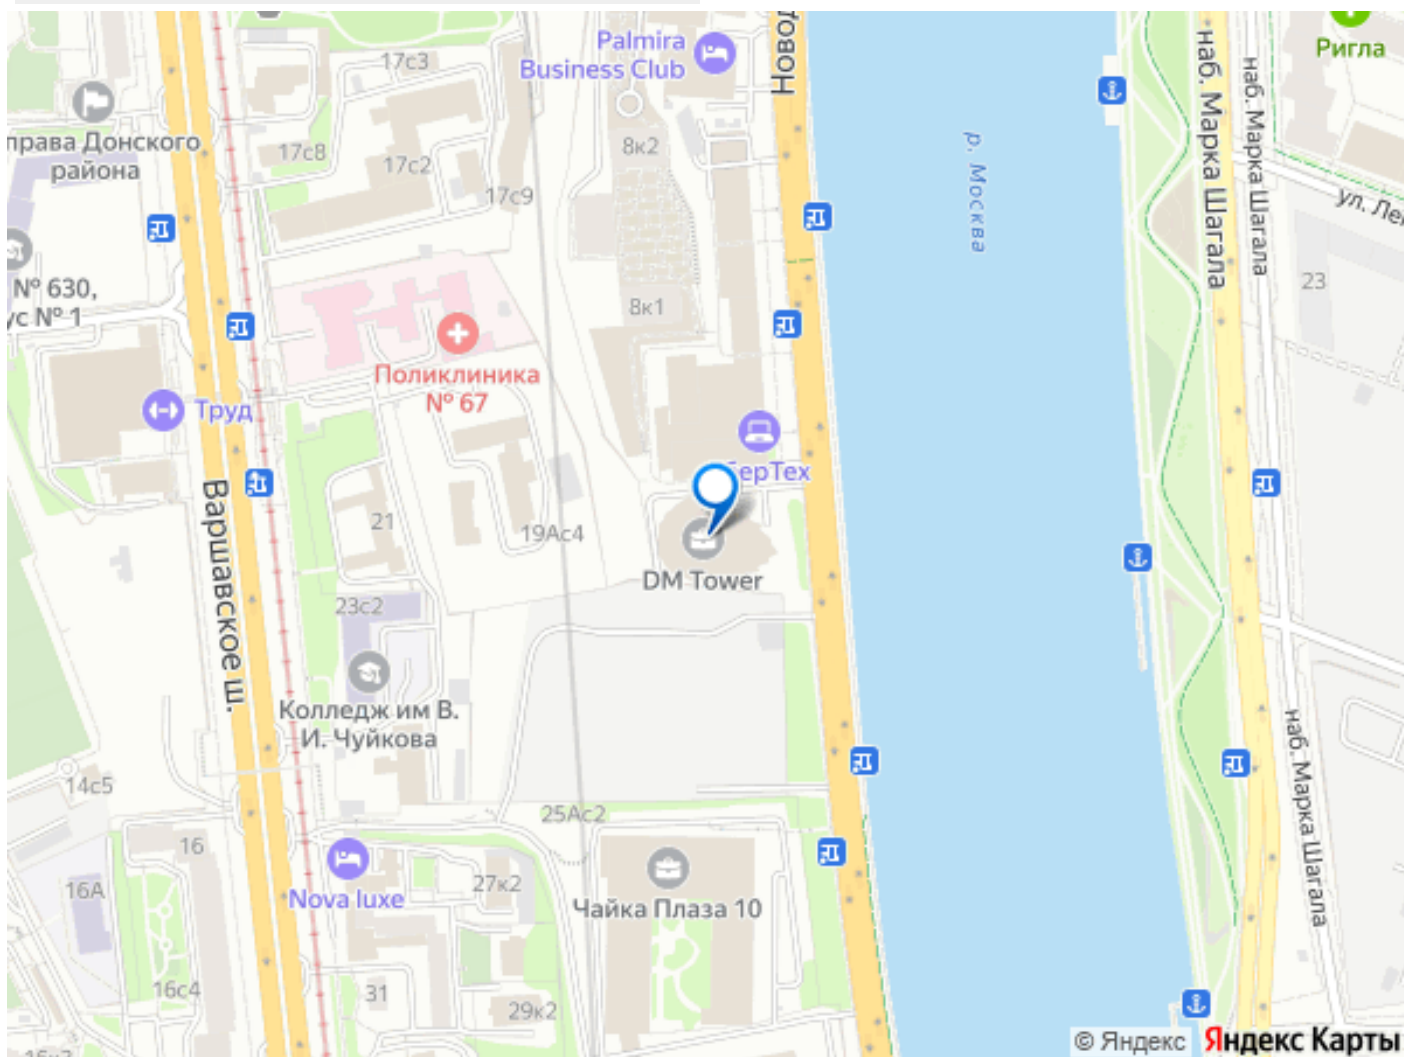 Palmira
Business Club
Новод
наб. Марка Шагала
наб. Марка Шагала
Ригла
17с3
права Донского
района
17с8
17с2
8к2
р. Москва
17с9
ул. Ле
№ 630,
ус № 1
8к1
23
Поликлиника
№ 67
Труд
ерТех
Варшавское ш.
21
19Ас4
DM Tower
23с2
Колледж им В.
И. Чуйкова
наб. Марка Шагала
14с5
25Ас2
16
16А
27к2
Nova luxe
Чайка Плаза 10
16с4
31
29к2
© Яндекс
Яндекс Карты